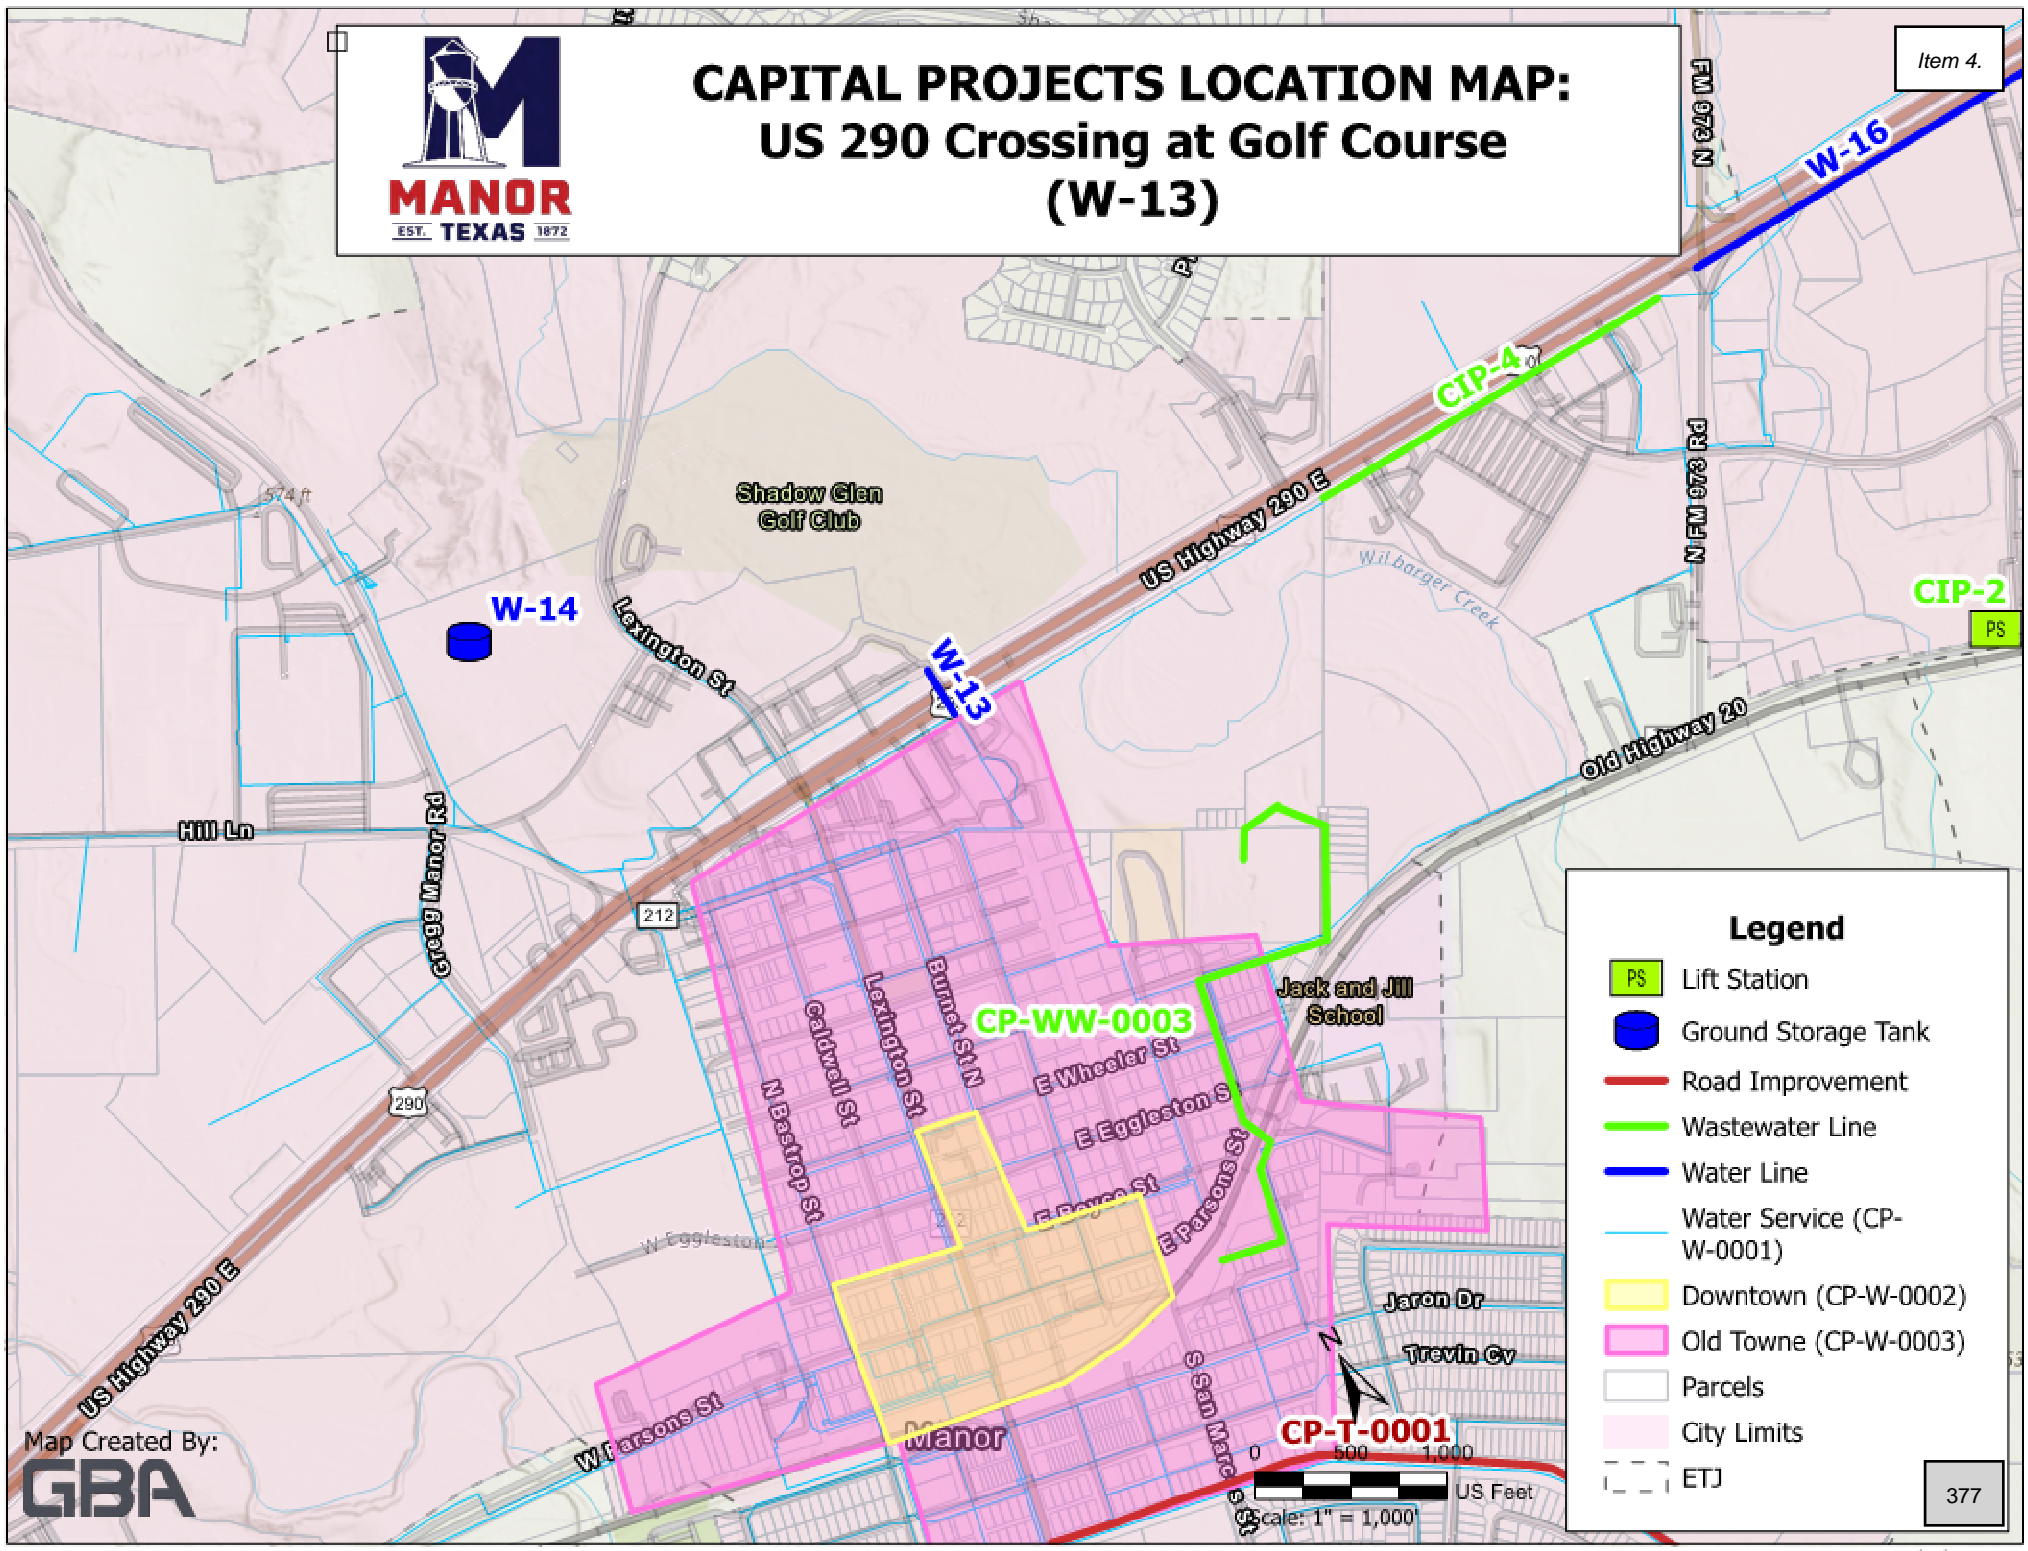 CAPITAL PROJECTS LOCATION MAP:
US 290 Crossing at Golf Course
(W-13)
M
MANOR
EST. TEXAS 1872
Item 4.
FM 973 N
W-16
CIP-4
574 ft
Shadow Glen
Golf Club
US Highway 290 E
N FM 973 Rd
Wilbarger Creek
CIP-2
PS
W-14
Lexington St
W-13
Old Highway 20
Hill Ln
Gregg Manor Rd
212
290
Jack and Jill
School
CP-WW-0003
Burnet St N
Lexington St
Caldwell St
N Bastrop St
E Wheeler St
E Eggleston S
E Boyce St
E Parsons St
W Eggleston
US Highway 290 E
W Parsons St
Manor
S San Marc
s St
Jaron Dr
Trevin Cv
N
CP-T-0001
0 500 1,000
US Feet
Scale: 1" = 1,000'
Map Created By:
GBA
Legend
PS Lift Station
Ground Storage Tank
Road Improvement
Wastewater Line
Water Line
Water Service (CP-
W-0001)
Downtown (CP-W-0002)
Old Towne (CP-W-0003)
Parcels
City Limits
ETJ
377